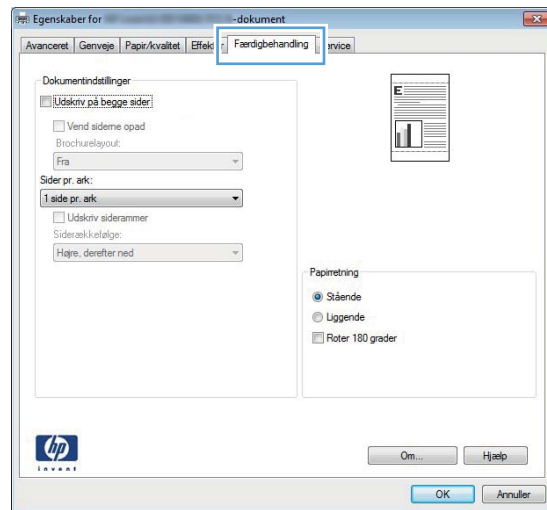 Egenskaber for -dokument
Avanceret Genveje Papir/kvalitet Færdigbehandling
Dokumentindstillinger
Udskriv på begge sider
Vend siderne opad
Brochurelayout:
Fra
Sider pr. ark:
1 side pr. ark
Udskriv siderammer
Siderækkefølge:
Højre, derefter ned
E
Papirretning
Stående
Liggende
Roter 180 grader
hp
invent
Om... Hjælp
OK Annuller